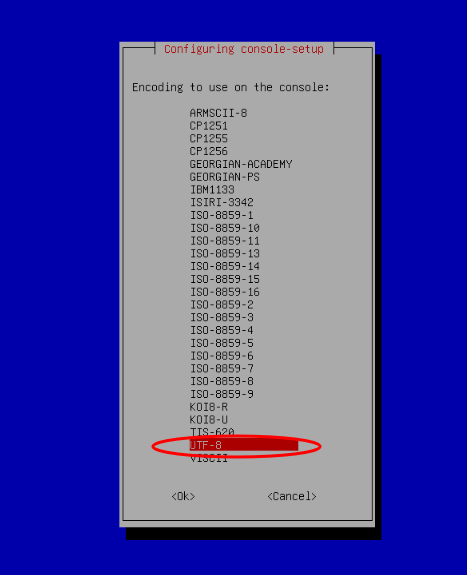 Configuring console-setup
Encoding to use on the console:
ARMSCII-8
CP1251
CP1255
CP1256
GEORGIAN-ACADEMY
GEORGIAN-PS
IBM1133
ISIRI-3342
ISO-8859-1
ISO-8859-10
ISO-8859-11
ISO-8859-13
ISO-8859-14
ISO-8859-15
ISO-8859-16
ISO-8859-2
ISO-8859-3
ISO-8859-4
ISO-8859-5
ISO-8859-6
ISO-8859-7
ISO-8859-8
ISO-8859-9
KOI8-R
KOI8-U
TIS-620
UTF-8
VISCII
<Ok> <Cancel>